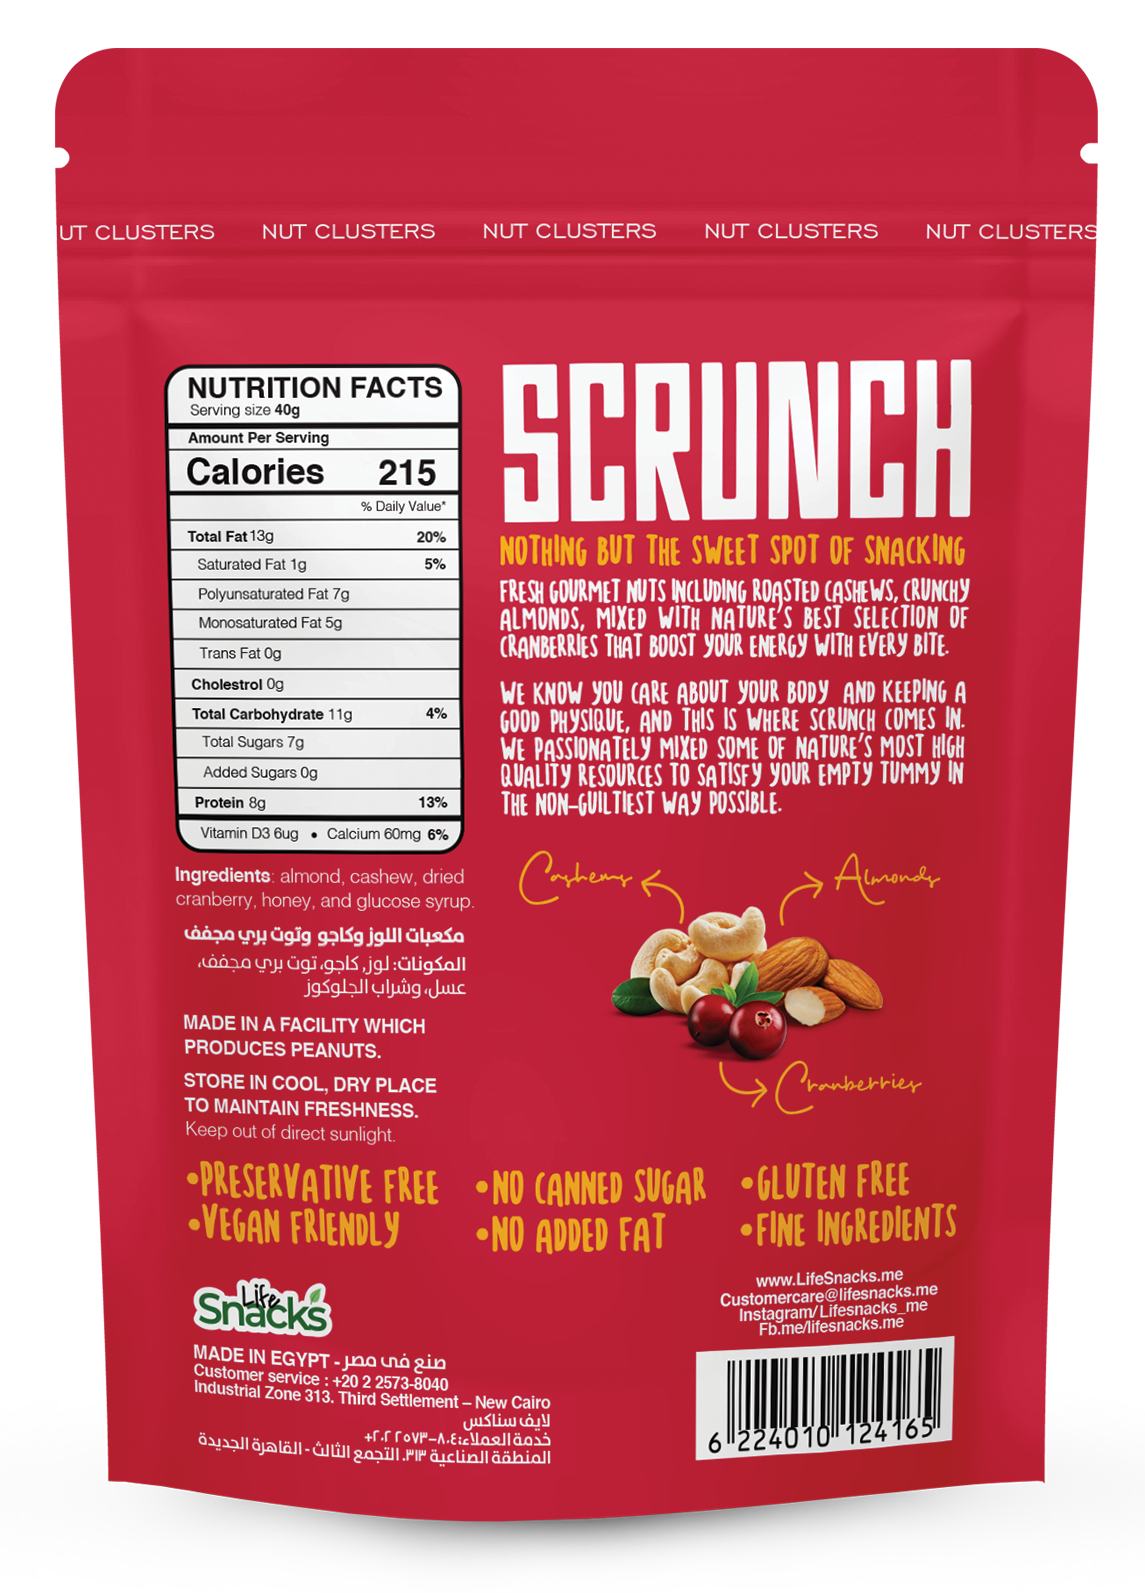 UT CLUSTERS NUT CLUSTERS NUT CLUSTERS NUT CLUSTERS NUT CLUSTERS
NUTRITION FACTS
Serving size 40g
Amount Per Serving
Calories 215
% Daily Value*
Total Fat 13g 20%
Saturated Fat 1g 5%
Polyunsaturated Fat 7g
Monosaturated Fat 5g
Trans Fat 0g
Cholestrol 0g
Total Carbohydrate 11g 4%
Total Sugars 7g
Added Sugars 0g
Protein 8g 13%
Vitamin D3 6ug • Calcium 60mg 6%
Ingredients: almond, cashew, dried
cranberry, honey, and glucose syrup.
مكعبات اللوز وكاجو وتوت بري مجفف
المكونات: لوز, كاجو، توت بري مجفف،
عسل، وشراب الجلوكوز
MADE IN A FACILITY WHICH
PRODUCES PEANUTS.
STORE IN COOL, DRY PLACE
TO MAINTAIN FRESHNESS.
Keep out of direct sunlight.
SCRUNCH
NOTHING BUT THE SWEET SPOT OF SNACKING
FRESH GOURMET NUTS INCLUDING ROASTED CASHEWS, CRUNCHY
ALMONDS, MIXED WITH NATURE'S BEST SELECTION OF
CRANBERRIES THAT BOOST YOUR ENERGY WITH EVERY BITE.
WE KNOW YOU CARE ABOUT YOUR BODY AND KEEPING A
GOOD PHYSIQUE, AND THIS IS WHERE SCRUNCH COMES IN.
WE PASSIONATELY MIXED SOME OF NATURE'S MOST HIGH
QUALITY RESOURCES TO SATISFY YOUR EMPTY TUMMY IN
THE NON-GUILTIEST WAY POSSIBLE.
Cashews
Almonds
Cranberries
•PRESERVATIVE FREE
•VEGAN FRIENDLY
•NO CANNED SUGAR
•NO ADDED FAT
•GLUTEN FREE
•FINE INGREDIENTS
Life
Snacks
MADE IN EGYPT - صنع فى مصر
Customer service : +20 2 2573-8040
Industrial Zone 313. Third Settlement – New Cairo
لايف سناكس
خدمة العملاء:٨٠٤٠-٢٥٧٣ ٢ ٢٠+
المنطقة الصناعية ٣١٣. التجمع الثالث - القاهرة الجديدة
www.LifeSnacks.me
Customercare@lifesnacks.me
Instagram/Lifesnacks_me
Fb.me/lifesnacks.me
6 224010 124165